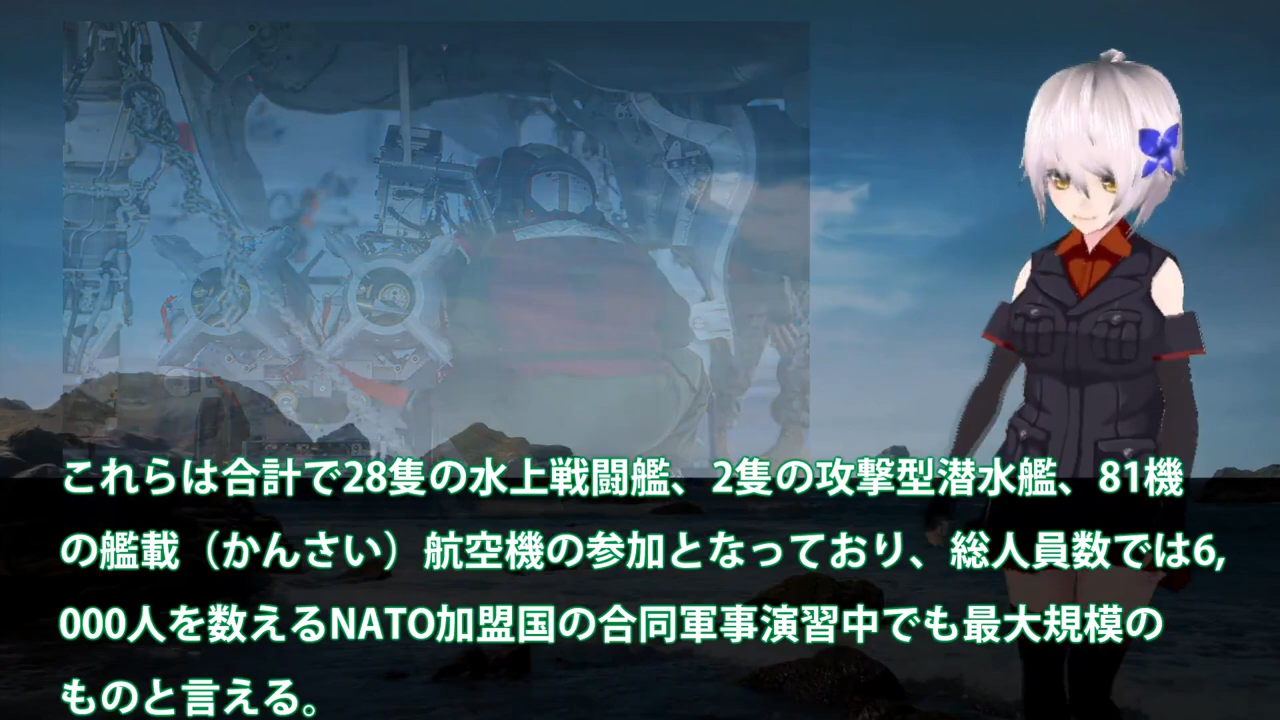 これらは合計で28隻の水上戦闘艦、2隻の攻撃型潜水艦、81機
の艦載（かんさい）航空機の参加となっており、総人員数では6,
000人を数えるNATO加盟国の合同軍事演習中でも最大規模の
ものと言える。